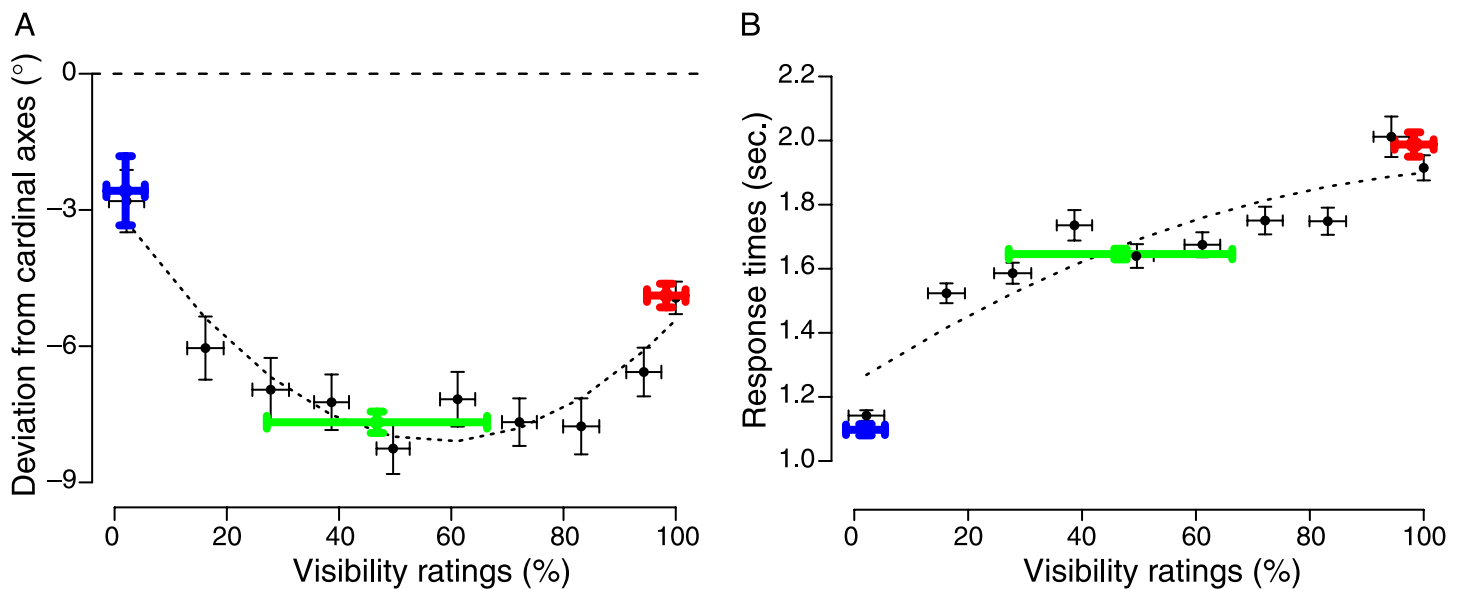 A
B
Deviation from cardinal axes (°)
0
−3
−6
−9
0 20 40 60 80 100
Visibility ratings (%)
Response times (sec.)
2.2
2.0
1.8
1.6
1.4
1.2
1.0
0 20 40 60 80 100
Visibility ratings (%)